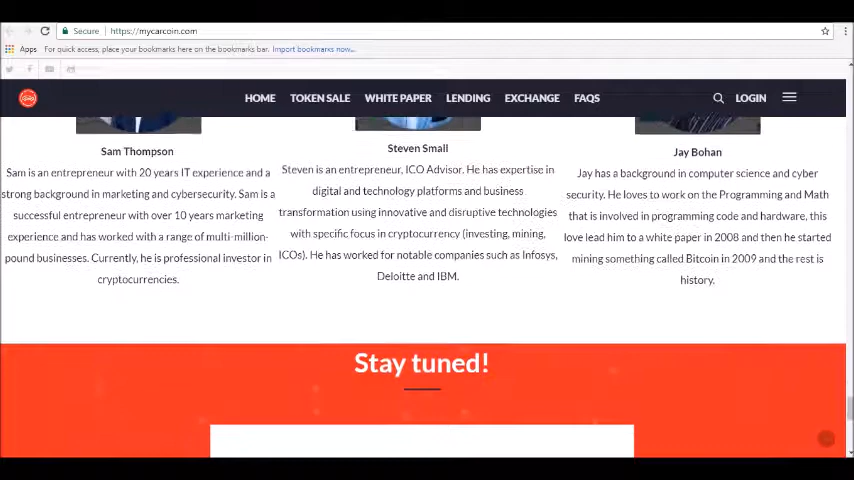 Secure https://mycarcoin.com
Apps For quick access, place your bookmarks here on the bookmarks bar. Import bookmarks now...
HOME TOKEN SALE WHITE PAPER LENDING EXCHANGE FAQS LOGIN
Sam Thompson
Sam is an entrepreneur with 20 years IT experience and a
strong background in marketing and cybersecurity. Sam is a
successful entrepreneur with over 10 years marketing
experience and has worked with a range of multi-million-
pound businesses. Currently, he is professional investor in
cryptocurrencies.
Steven Small
Steven is an entrepreneur, ICO Advisor. He has expertise in
digital and technology platforms and business
transformation using innovative and disruptive technologies
with specific focus in cryptocurrency (investing, mining,
ICOs). He has worked for notable companies such as Infosys,
Deloitte and IBM.
Jay Bohan
Jay has a background in computer science and cyber
security. He loves to work on the Programming and Math
that is involved in programming code and hardware, this
love lead him to a white paper in 2008 and then he started
mining something called Bitcoin in 2009 and the rest is
history.
Stay tuned!